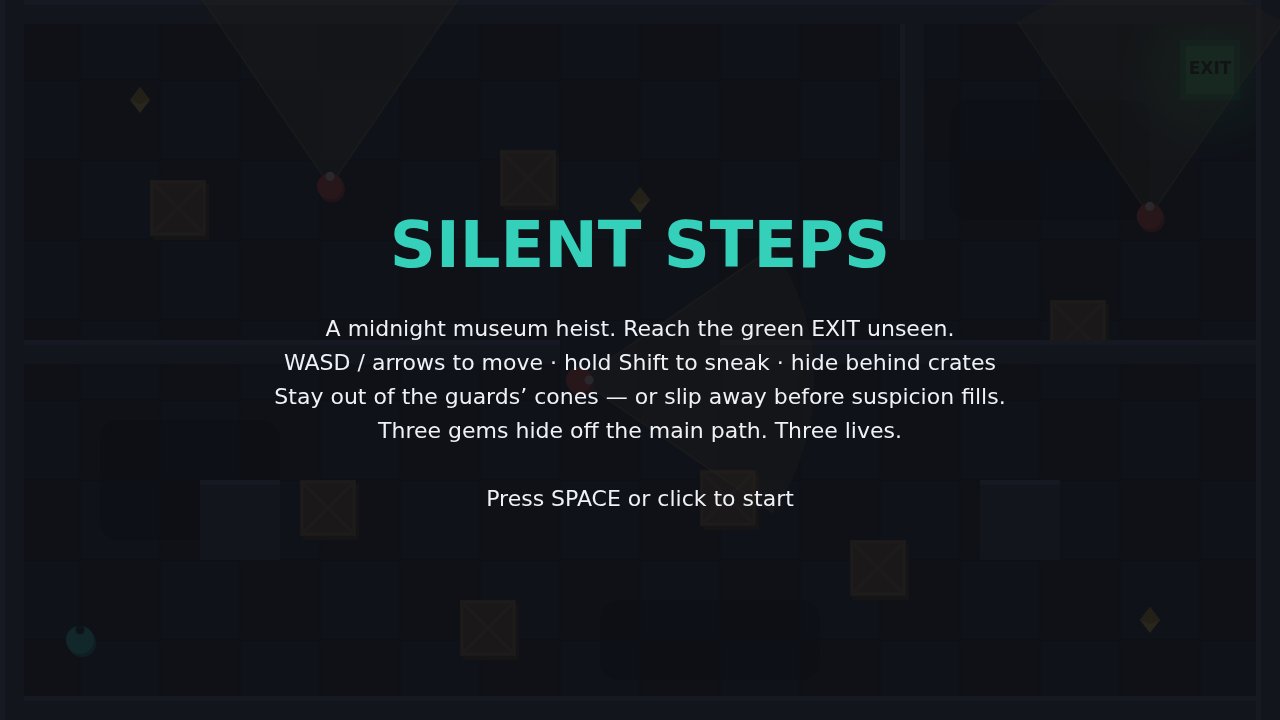 EXIT
SILENT STEPS
A midnight museum heist. Reach the green EXIT unseen.
WASD / arrows to move · hold Shift to sneak · hide behind crates
Stay out of the guards’ cones — or slip away before suspicion fills.
Three gems hide off the main path. Three lives.
Press SPACE or click to start